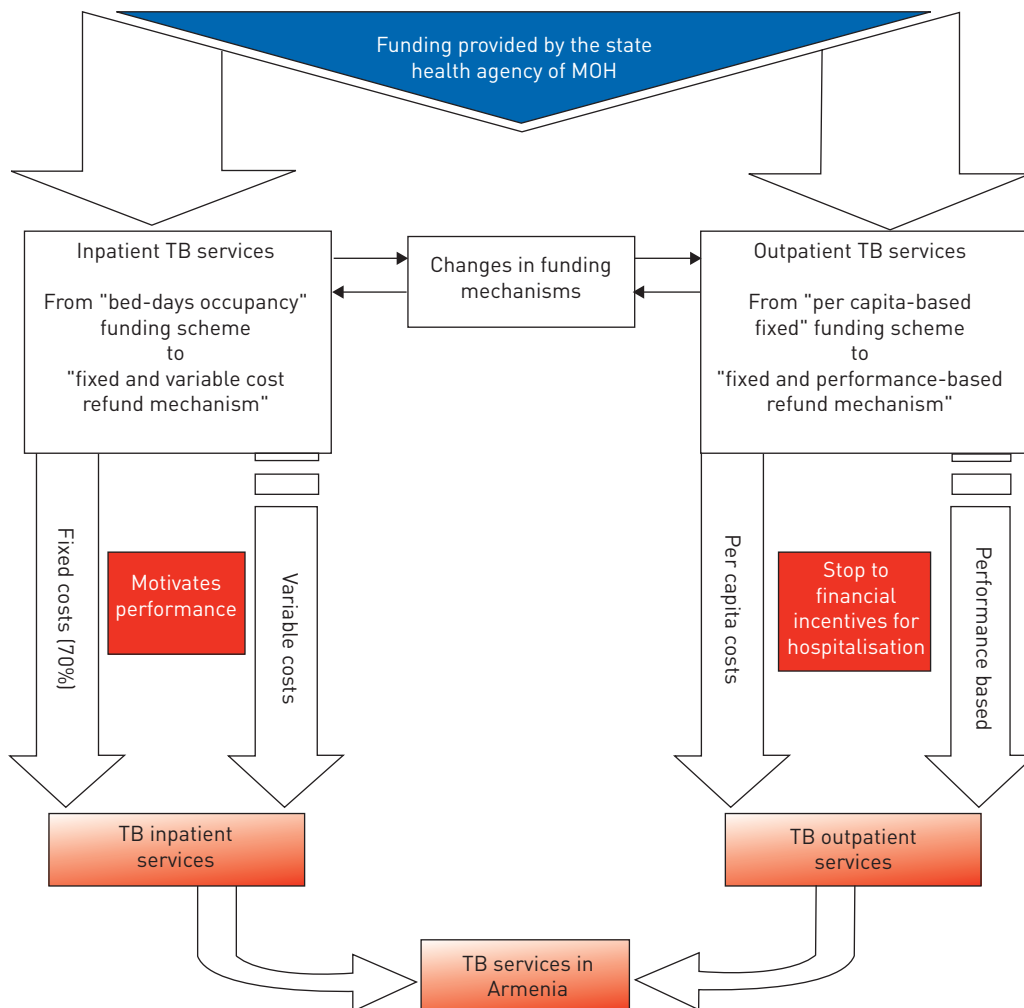 Funding provided by the state
health agency of MOH
Inpatient TB services
From "bed-days occupancy"
funding scheme
to
"fixed and variable cost
refund mechanism"
Changes in funding
mechanisms
Outpatient TB services
From "per capita-based
fixed" funding scheme
to
"fixed and performance-based
refund mechanism"
Fixed costs (70%)
Motivates
performance
Variable costs
Per capita costs
Stop to
financial
incentives for
hospitalisation
Performance based
TB inpatient
services
TB outpatient
services
TB services in
Armenia